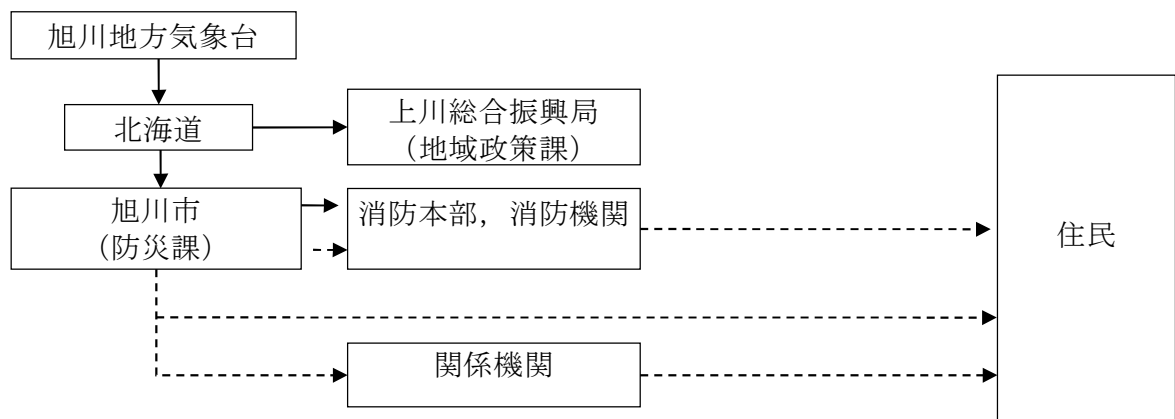 旭川地方気象台
北海道
上川総合振興局
（地域政策課）
旭川市
（防災課）
消防本部，消防機関
住民
関係機関